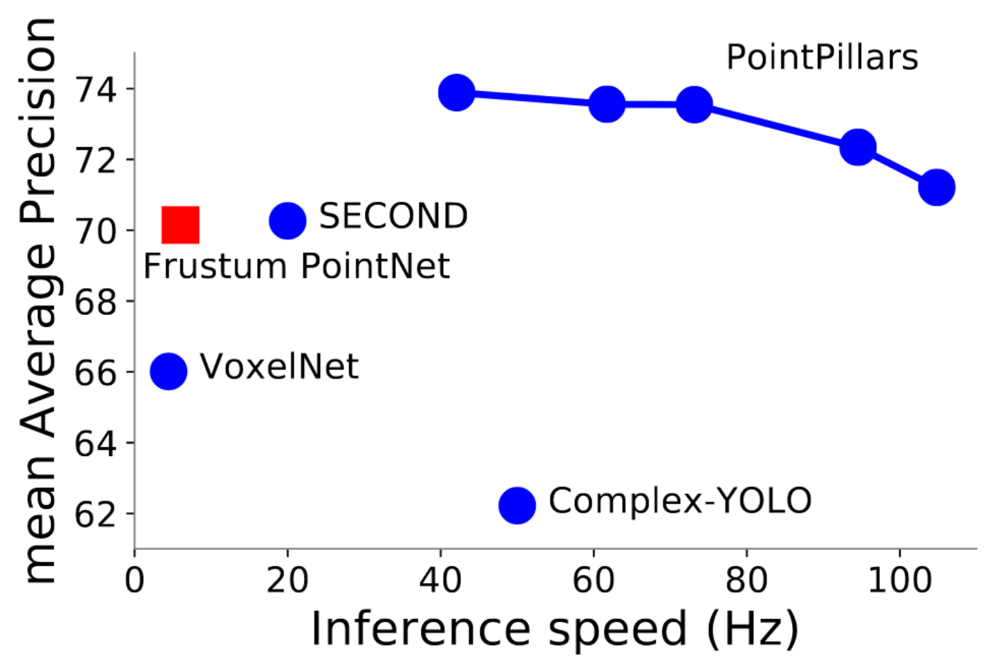 mean Average Precision
74
72
70
68
66
64
62
PointPillars
SECOND
Frustum PointNet
VoxelNet
Complex-YOLO
0 20 40 60 80 100
Inference speed (Hz)